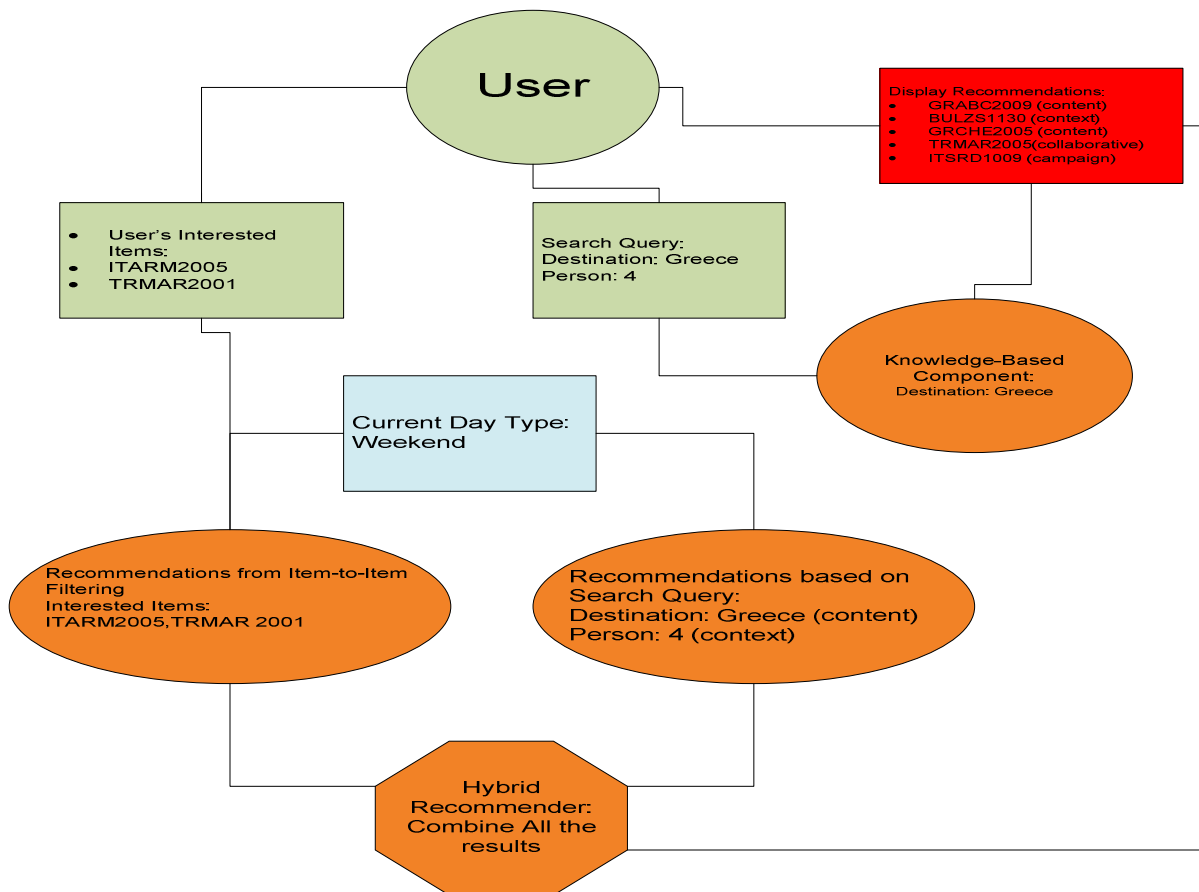 User
Display Recommendations:
• GRABC2009 (content)
• BULZS1130 (context)
• GRCHE2005 (content)
• TRMAR2005(collaborative)
• ITSRD1009 (campaign)
• User's Interested
Items:
• ITARM2005
• TRMAR2001
Search Query:
Destination: Greece
Person: 4
Knowledge-Based
Component:
Destination: Greece
Current Day Type:
Weekend
Recommendations from Item-to-Item
Filtering
Interested Items:
ITARM2005,TRMAR 2001
Recommendations based on
Search Query:
Destination: Greece (content)
Person: 4 (context)
Hybrid
Recommender:
Combine All the
results